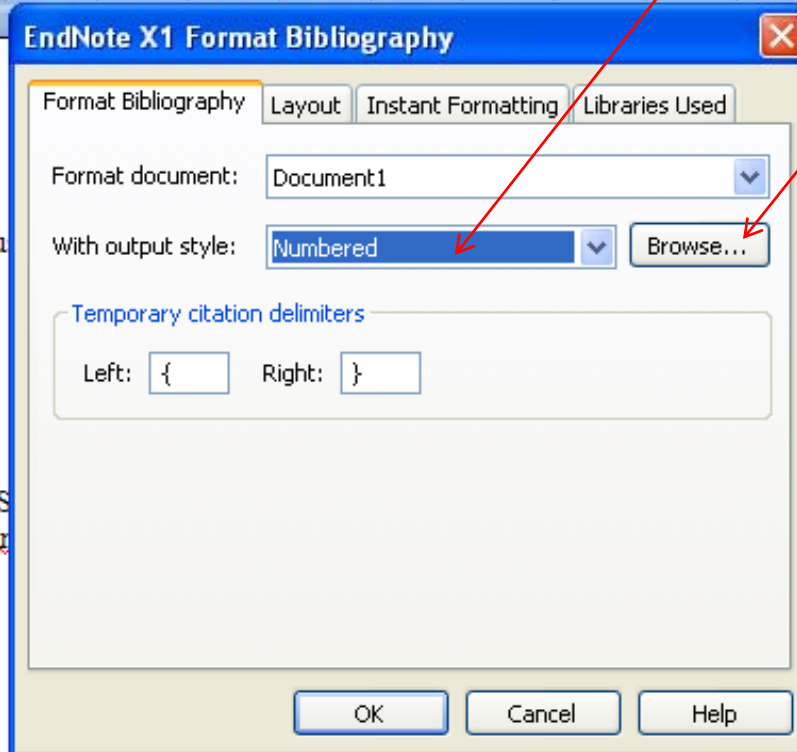 EndNote X1 Format Bibliography
Format Bibliography Layout Instant Formatting Libraries Used
Format document: Document1
With output style: Numbered Browse...
Temporary citation delimiters
Left: { Right: }
OK Cancel Help